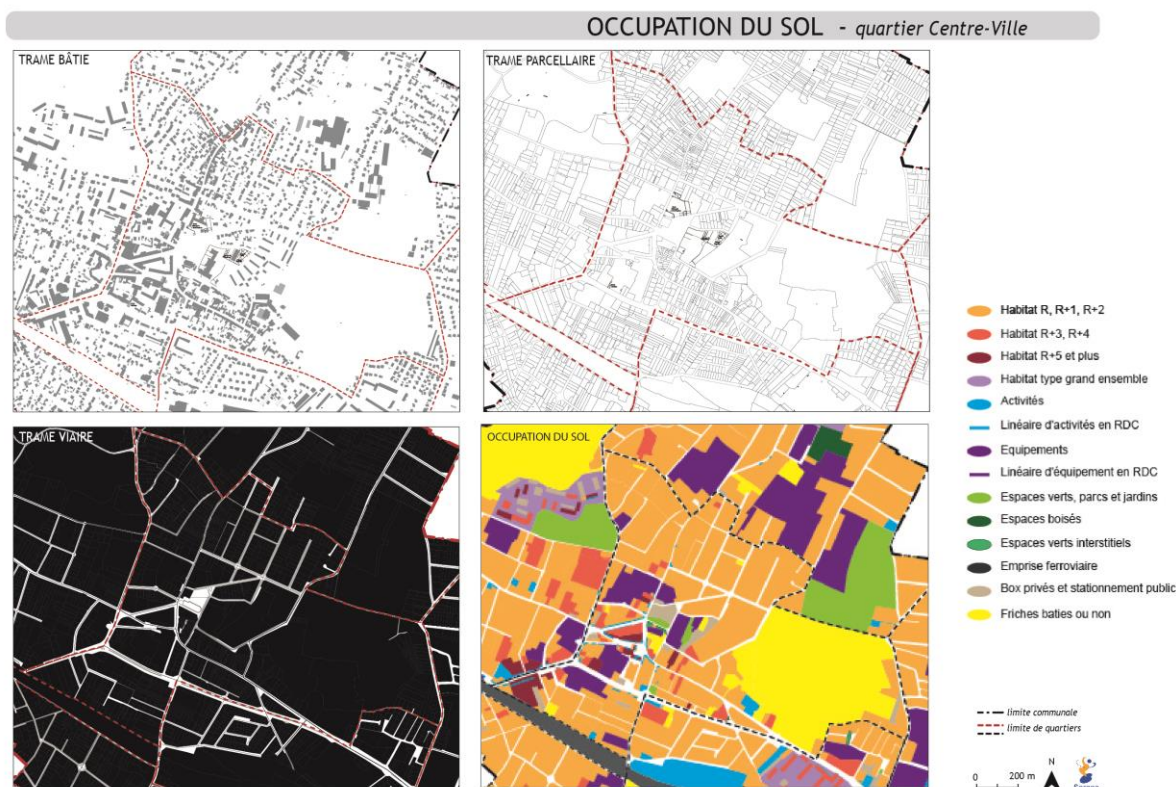 OCCUPATION DU SOL - quartier Centre-Ville
TRAME BÂTIE
TRAME PARCELLAIRE
TRAME VIAIRE
OCCUPATION DU SOL
Habitat R, R+1, R+2
Habitat R+3, R+4
Habitat R+5 et plus
Habitat type grand ensemble
Activités
Linéaire d'activités en RDC
Equipements
Linéaire d'équipement en RDC
Espaces verts, parcs et jardins
Espaces boisés
Espaces verts interstitiels
Emprise ferroviaire
Box privés et stationnement public
Friches baties ou non
limite communale
limite de quartiers
0 200 m
N